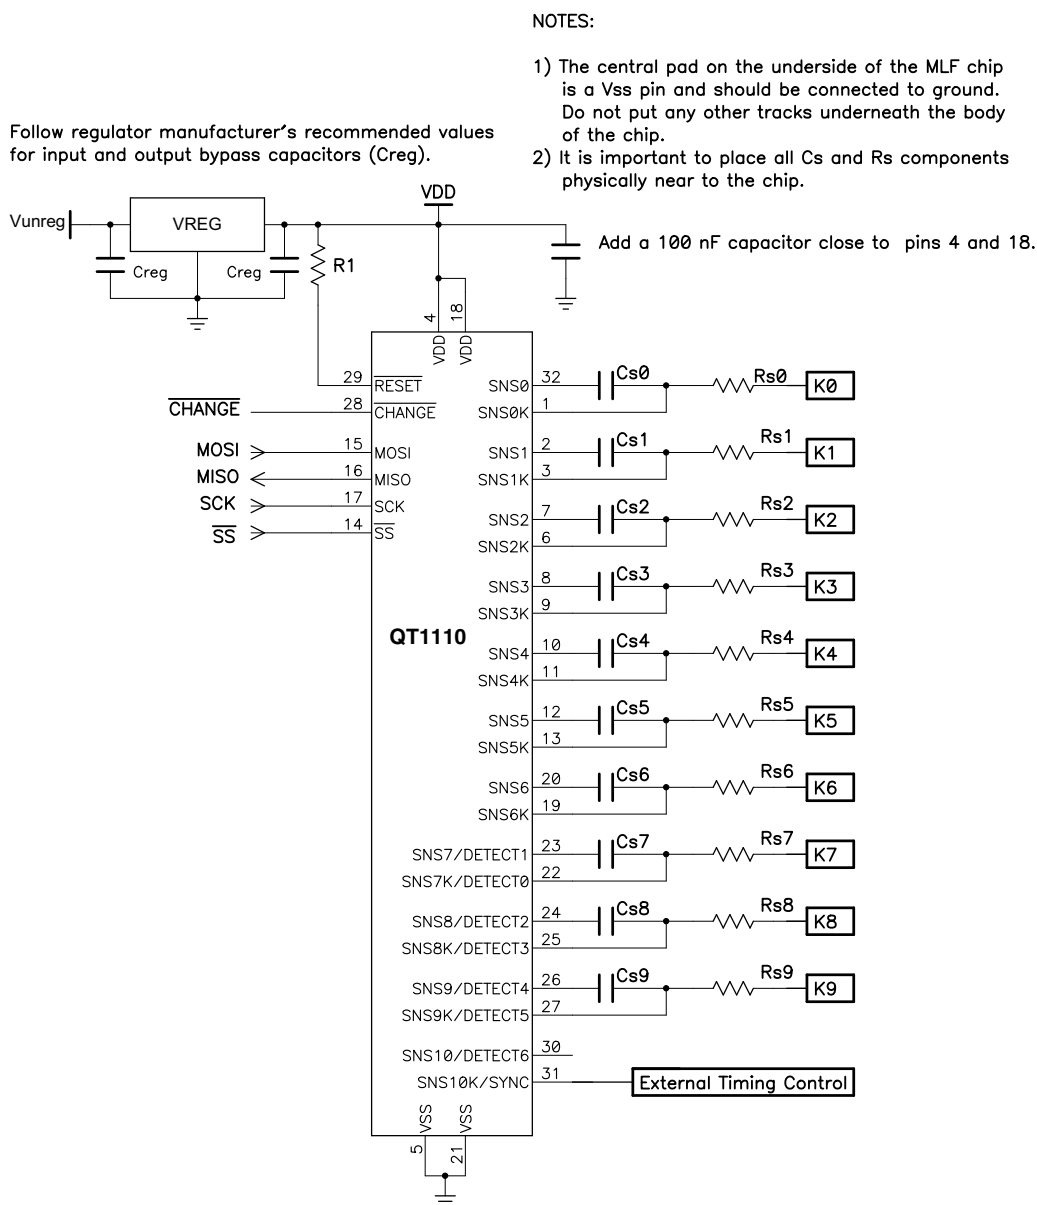 NOTES:
1) The central pad on the underside of the MLF chip
is a Vss pin and should be connected to ground.
Do not put any other tracks underneath the body
of the chip.
2) It is important to place all Cs and Rs components
physically near to the chip.
Follow regulator manufacturer's recommended values
for input and output bypass capacitors (Creg).
VDD
Vunreg
VREG
Creg
Creg
R1
Add a 100 nF capacitor close to pins 4 and 18.
4
18
VDD
VDD
29
RESET
CHANGE
28
CHANGE
MOSI
15
MOSI
MISO
16
MISO
SCK
17
SCK
SS
14
SS
QT1110
SNS0
32
Cs0
Rs0
K0
SNS0K
1
SNS1
2
Cs1
Rs1
K1
SNS1K
3
SNS2
7
Cs2
Rs2
K2
SNS2K
6
SNS3
8
Cs3
Rs3
K3
SNS3K
9
SNS4
10
Cs4
Rs4
K4
SNS4K
11
SNS5
12
Cs5
Rs5
K5
SNS5K
13
SNS6
20
Cs6
Rs6
K6
SNS6K
19
SNS7/DETECT1
23
Cs7
Rs7
K7
SNS7K/DETECT0
22
SNS8/DETECT2
24
Cs8
Rs8
K8
SNS8K/DETECT3
25
SNS9/DETECT4
26
Cs9
Rs9
K9
SNS9K/DETECT5
27
SNS10/DETECT6
30
SNS10K/SYNC
31
External Timing Control
VSS
VSS
5
21